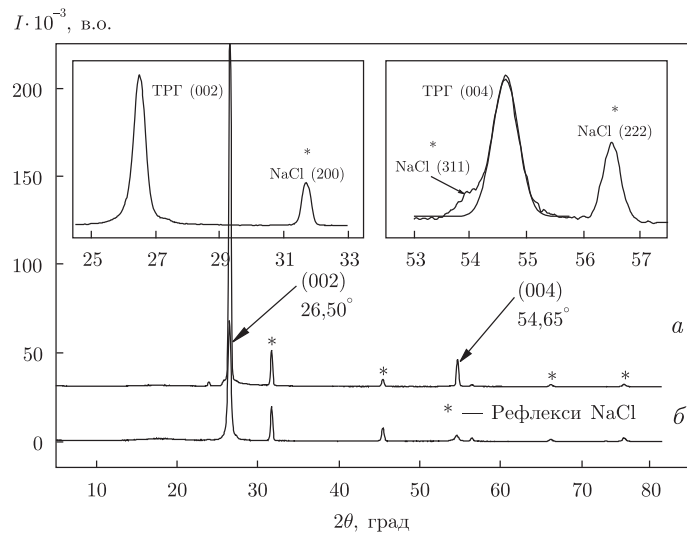 I·10⁻³, в.о.
200
150
100
50
0
ТРГ (002)
*
NaCl (200)
25 27 29 31 33
ТРГ (004)
*
NaCl (311)
*
NaCl (222)
53 54 55 56 57
(002)
26,50°
(004)
54,65°
а
* * * *
* — Рефлекси NaCl
б
10 20 30 40 50 60 70 80
2θ, град